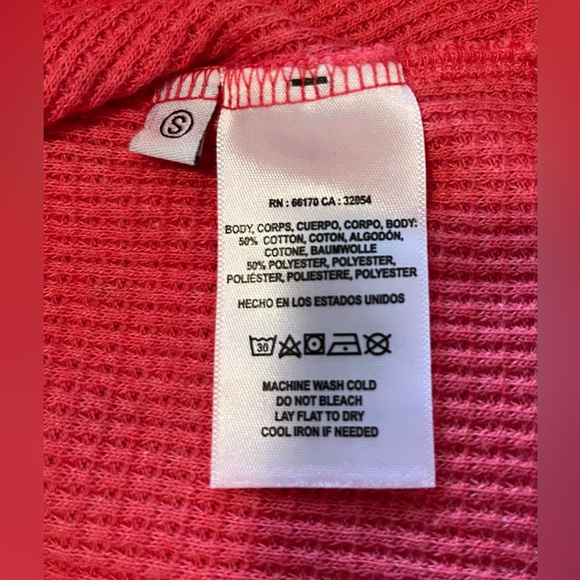 S
RN : 66170 CA : 32054
BODY, CORPS, CUERPO, CORPO, BODY:
50% COTTON, COTON, ALGODÓN,
COTONE, BAUMWOLLE
50% POLYESTER, POLYESTER,
POLIÉSTER, POLIESTERE, POLYESTER
HECHO EN LOS ESTADOS UNIDOS
30
MACHINE WASH COLD
DO NOT BLEACH
LAY FLAT TO DRY
COOL IRON IF NEEDED